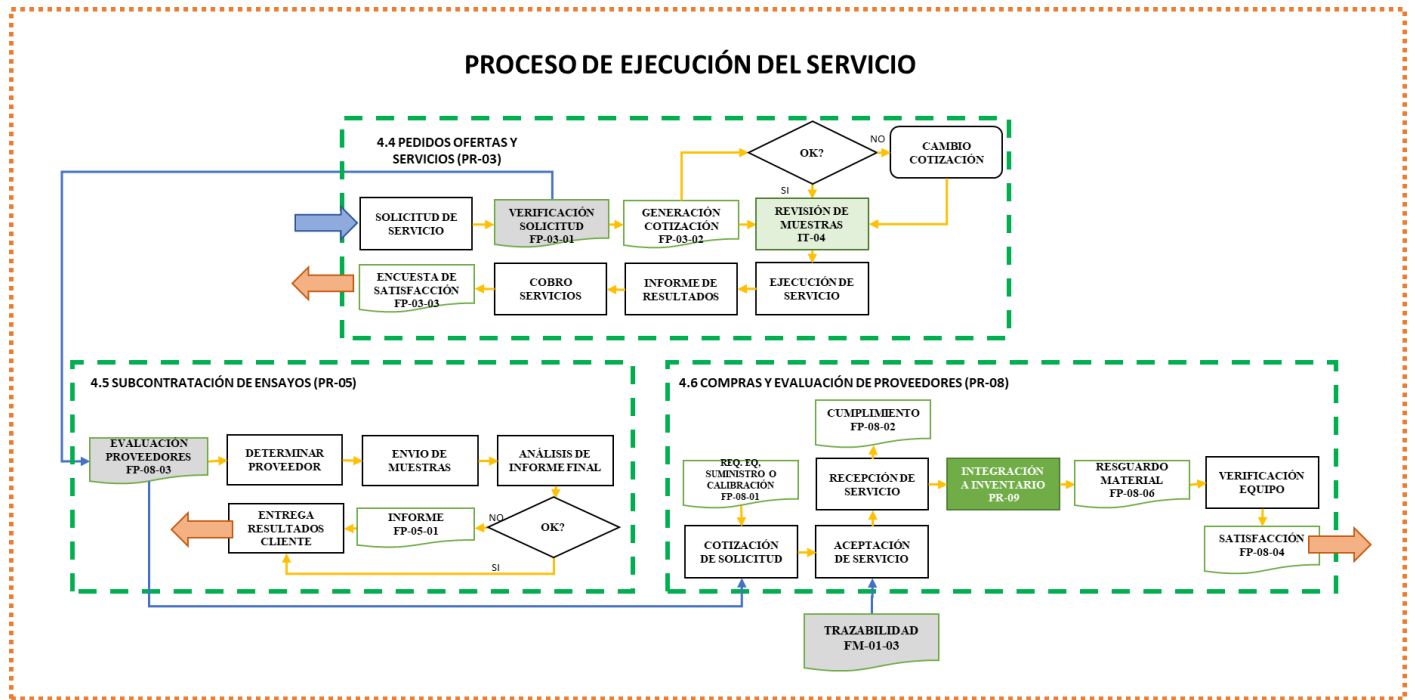 PROCESO DE EJECUCIÓN DEL SERVICIO
4.4 PEDIDOS OFERTAS Y
SERVICIOS (PR-03)
OK?
NO
CAMBIO
COTIZACIÓN
SI
SOLICITUD DE
SERVICIO
VERIFICACIÓN
SOLICITUD
FP-03-01
GENERACIÓN
COTIZACIÓN
FP-03-02
REVISIÓN DE
MUESTRAS
IT-04
ENCUESTA DE
SATISFACCIÓN
FP-03-03
COBRO
SERVICIOS
INFORME DE
RESULTADOS
EJECUCIÓN DE
SERVICIO
4.5 SUBCONTRATACIÓN DE ENSAYOS (PR-05)
EVALUACIÓN
PROVEEDORES
FP-08-03
DETERMINAR
PROVEEDOR
ENVIO DE
MUESTRAS
ANÁLISIS DE
INFORME FINAL
ENTREGA
RESULTADOS
CLIENTE
INFORME
FP-05-01
NO
OK?
SI
4.6 COMPRAS Y EVALUACIÓN DE PROVEEDORES (PR-08)
CUMPLIMIENTO
FP-08-02
REQ. EQ,
SUMINISTRO O
CALIBRACIÓN
FP-08-01
RECEPCIÓN DE
SERVICIO
INTEGRACIÓN
A INVENTARIO
PR-09
RESGUARDO
MATERIAL
FP-08-06
VERIFICACIÓN
EQUIPO
COTIZACIÓN
DE SOLICITUD
ACEPTACIÓN
DE SERVICIO
SATISFACCIÓN
FP-08-04
TRAZABILIDAD
FM-01-03